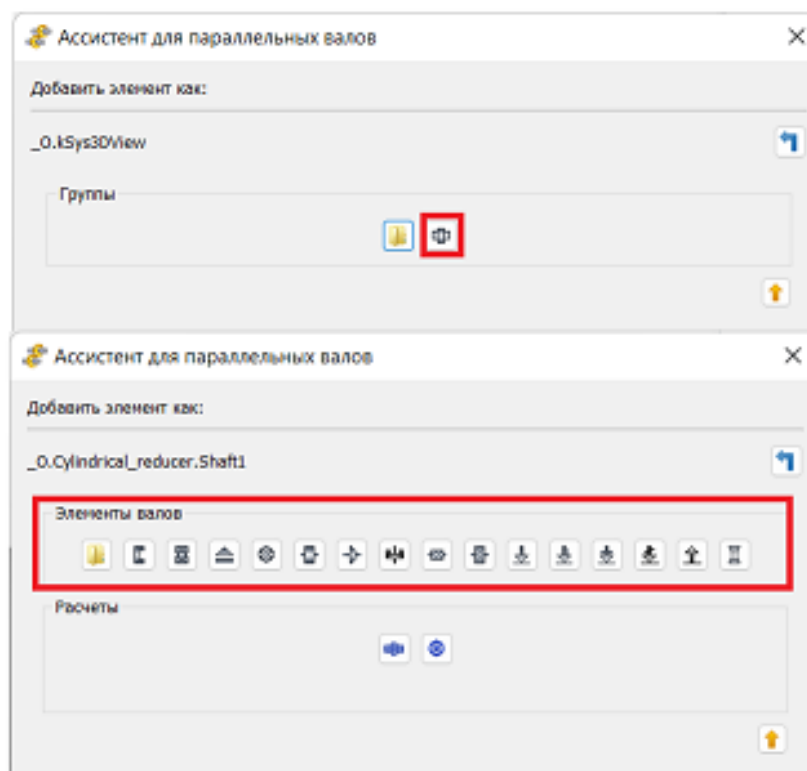 Ассистент для параллельных валов
Добавить элемент как:
_O.kSys3DView
Группы
Ассистент для параллельных валов
Добавить элемент как:
_O.Cylindrical_reducer.Shaft1
Элементы валов
Расчеты